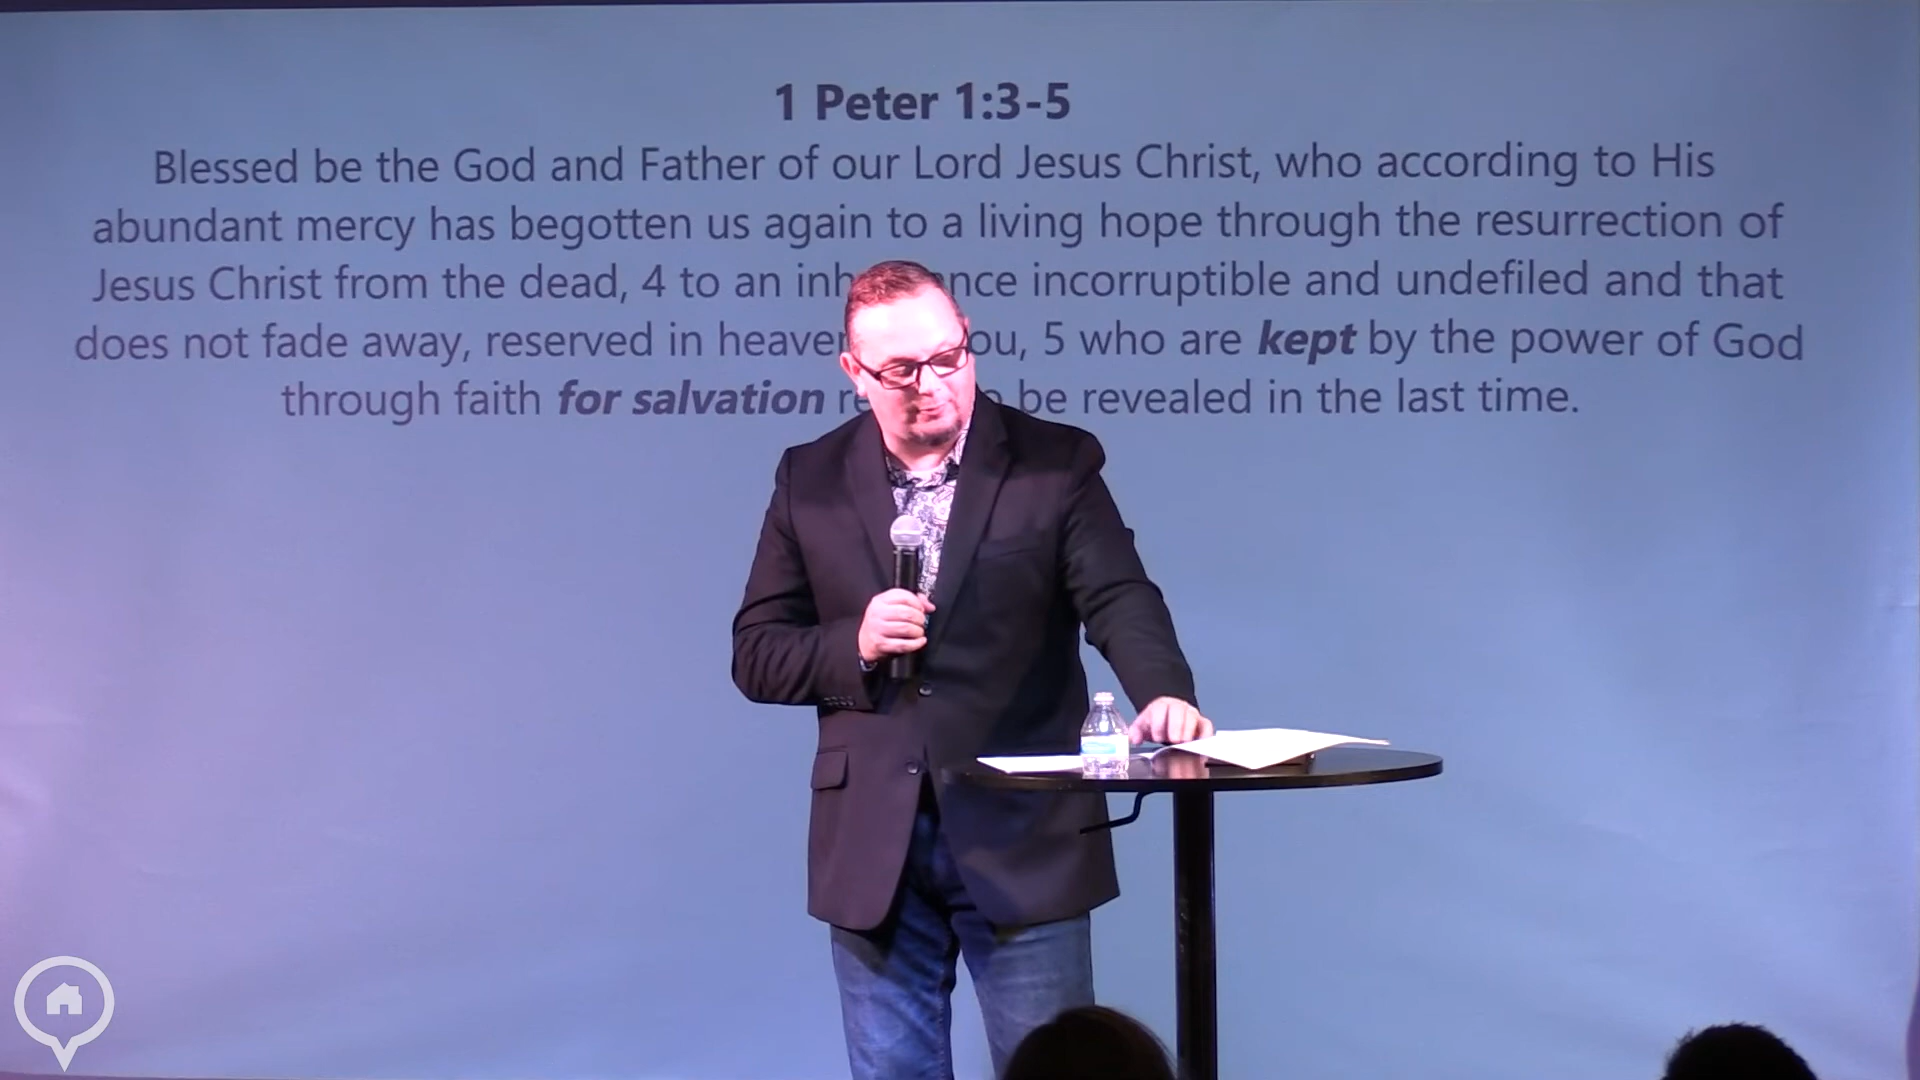 1 Peter 1:3-5
Blessed be the God and Father of our Lord Jesus Christ, who according to His
abundant mercy has begotten us again to a living hope through the resurrection of
Jesus Christ from the dead, 4 to an inh nce incorruptible and undefiled and that
does not fade away, reserved in heaven ou, 5 who are kept by the power of God
through faith for salvation re be revealed in the last time.